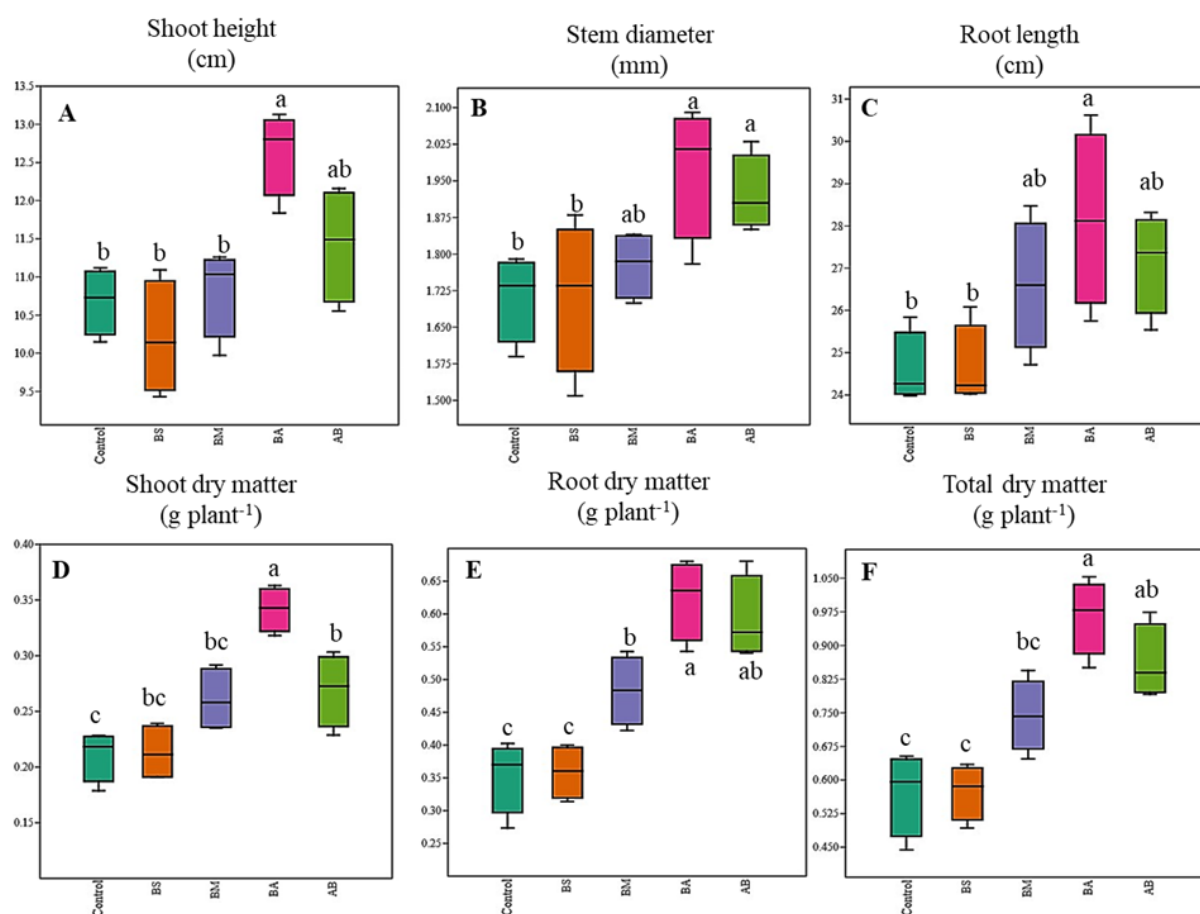 Shoot height
(cm)
A
13.5
13.0
12.5
12.0
11.5
11.0
10.5
10.0
9.5
b
b
b
a
ab
Control
BS
BM
BA
AB
Stem diameter
(mm)
B
2.100
2.025
1.950
1.875
1.800
1.725
1.650
1.575
1.500
b
b
ab
a
a
Control
BS
BM
BA
AB
Root length
(cm)
C
31
30
29
28
27
26
25
24
b
b
ab
a
ab
Control
BS
BM
BA
AB
Shoot dry matter
(g plant⁻¹)
D
0.40
0.35
0.30
0.25
0.20
0.15
c
bc
bc
a
b
Control
BS
BM
BA
AB
Root dry matter
(g plant⁻¹)
E
0.65
0.60
0.55
0.50
0.45
0.40
0.35
0.30
0.25
c
c
b
a
ab
Control
BS
BM
BA
AB
Total dry matter
(g plant⁻¹)
F
1.050
0.975
0.900
0.825
0.750
0.675
0.600
0.525
0.450
c
c
bc
a
ab
Control
BS
BM
BA
AB